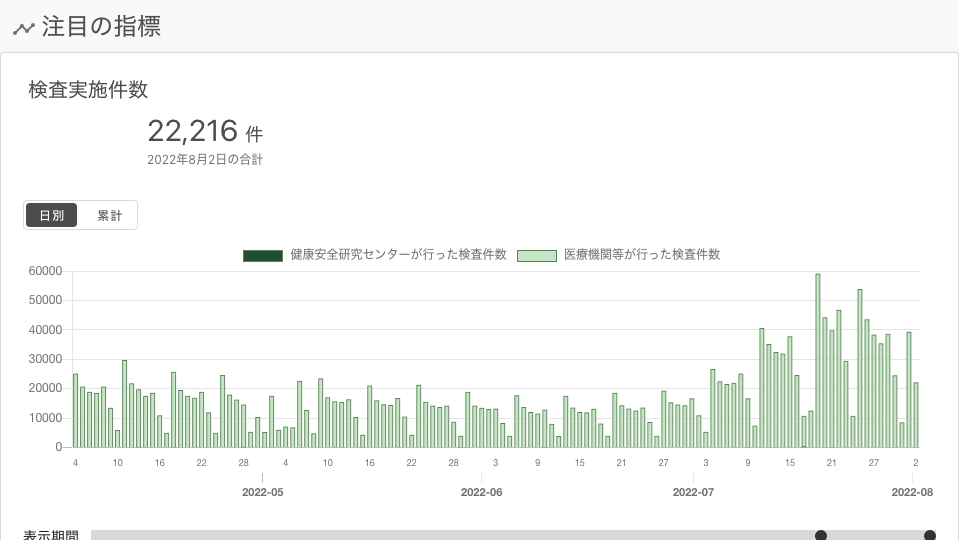 注目の指標
検査実施件数
22,216 件
2022年8月2日の合計
日別 累計
健康安全研究センターが行った検査件数 医療機関等が行った検査件数
60000
50000
40000
30000
20000
10000
0
4 10 16 22 28 4 10 16 22 28 3 9 15 21 27 3 9 15 21 27 2
2022-05 2022-06 2022-07 2022-08
表示期間